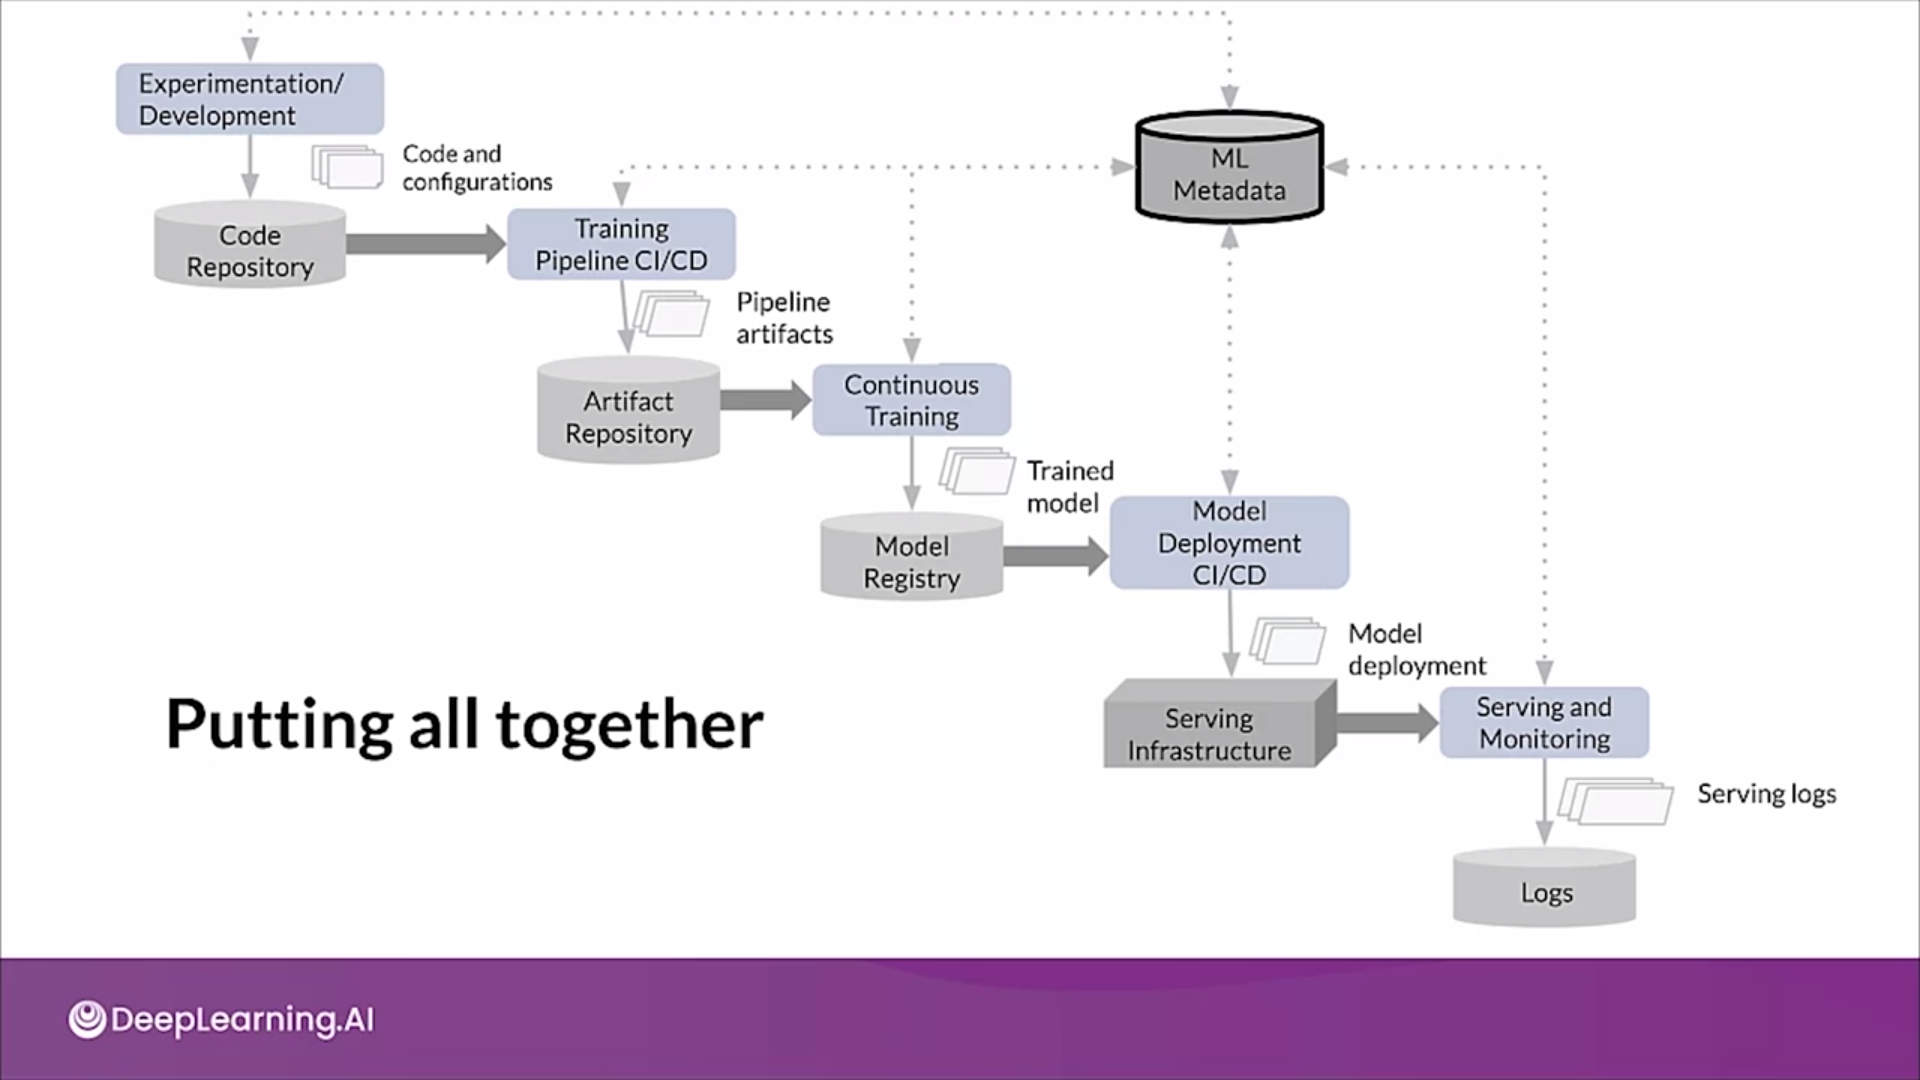 Experimentation/
Development
Code and
configurations
ML
Metadata
Code
Repository
Training
Pipeline CI/CD
Pipeline
artifacts
Artifact
Repository
Continuous
Training
Trained
model
Model
Registry
Model
Deployment
CI/CD
Model
deployment
Putting all together
Serving
Infrastructure
Serving and
Monitoring
Serving logs
Logs
DeepLearning.AI